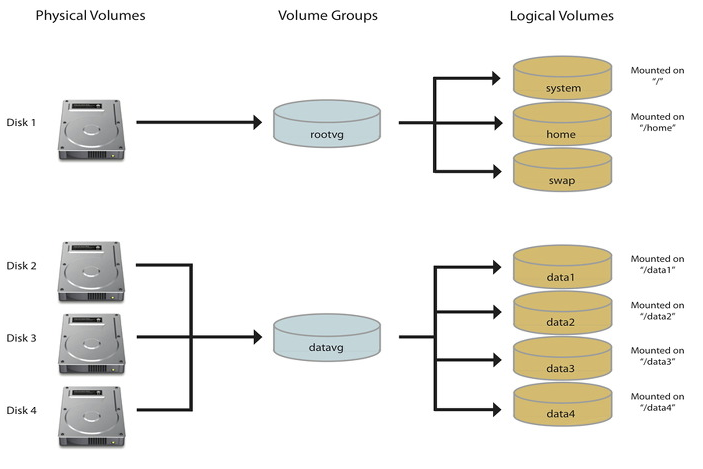 Physical Volumes
Volume Groups
Logical Volumes
Disk 1
rootvg
system
Mounted on
“/”
home
Mounted on
“/home”
swap
Disk 2
Disk 3
Disk 4
datavg
data1
Mounted on
“/data1”
data2
Mounted on
“/data2”
data3
Mounted on
“/data3”
data4
Mounted on
“/data4”